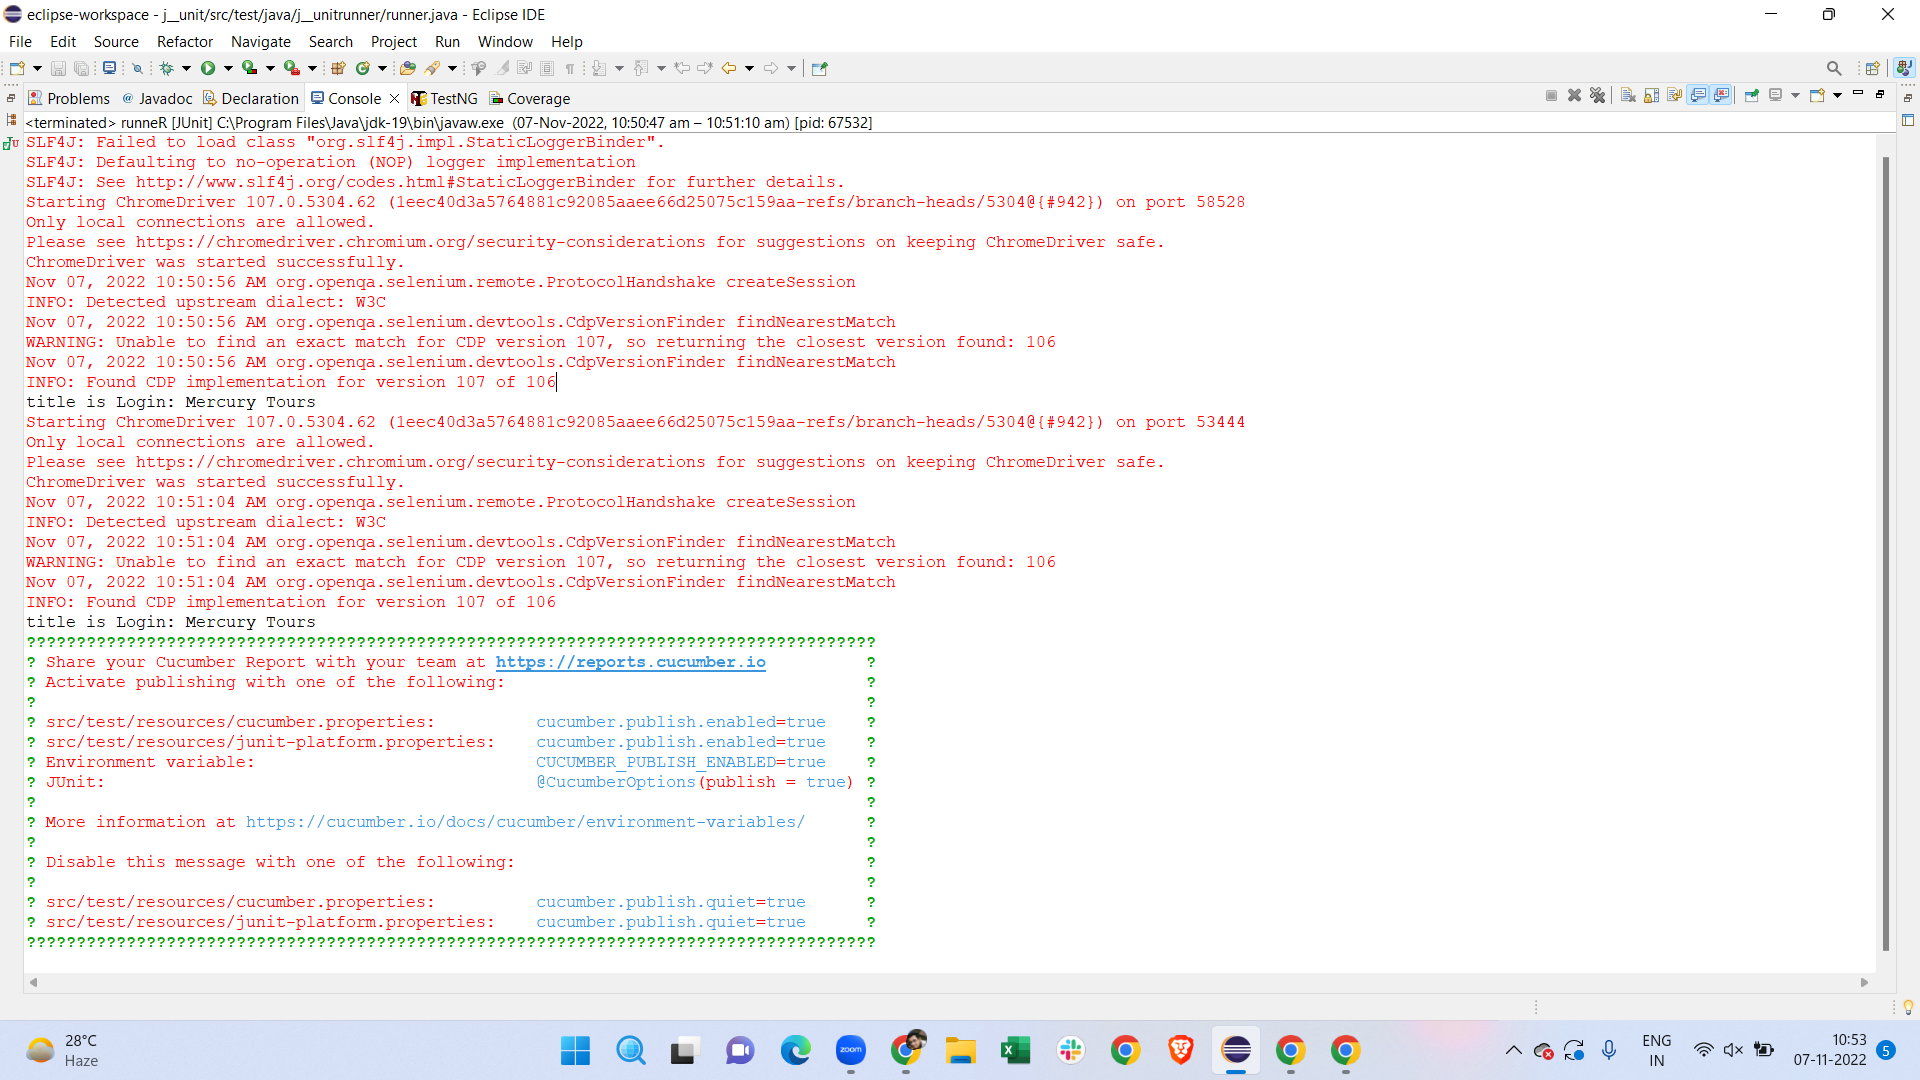 eclipse-workspace - j__unit/src/test/java/j__unitrunner/runner.java - Eclipse IDE
File Edit Source Refactor Navigate Search Project Run Window Help
Problems @ Javadoc Declaration Console TestNG Coverage
<terminated> runneR [JUnit] C:\Program Files\Java\jdk-19\bin\javaw.exe (07-Nov-2022, 10:50:47 am – 10:51:10 am) [pid: 67532]
SLF4J: Failed to load class "org.slf4j.impl.StaticLoggerBinder".
SLF4J: Defaulting to no-operation (NOP) logger implementation
SLF4J: See http://www.slf4j.org/codes.html#StaticLoggerBinder for further details.
Starting ChromeDriver 107.0.5304.62 (1eec40d3a5764881c92085aaee66d25075c159aa-refs/branch-heads/5304@{#942}) on port 58528
Only local connections are allowed.
Please see https://chromedriver.chromium.org/security-considerations for suggestions on keeping ChromeDriver safe.
ChromeDriver was started successfully.
Nov 07, 2022 10:50:56 AM org.openqa.selenium.remote.ProtocolHandshake createSession
INFO: Detected upstream dialect: W3C
Nov 07, 2022 10:50:56 AM org.openqa.selenium.devtools.CdpVersionFinder findNearestMatch
WARNING: Unable to find an exact match for CDP version 107, so returning the closest version found: 106
Nov 07, 2022 10:50:56 AM org.openqa.selenium.devtools.CdpVersionFinder findNearestMatch
INFO: Found CDP implementation for version 107 of 106
title is Login: Mercury Tours
Starting ChromeDriver 107.0.5304.62 (1eec40d3a5764881c92085aaee66d25075c159aa-refs/branch-heads/5304@{#942}) on port 53444
Only local connections are allowed.
Please see https://chromedriver.chromium.org/security-considerations for suggestions on keeping ChromeDriver safe.
ChromeDriver was started successfully.
Nov 07, 2022 10:51:04 AM org.openqa.selenium.remote.ProtocolHandshake createSession
INFO: Detected upstream dialect: W3C
Nov 07, 2022 10:51:04 AM org.openqa.selenium.devtools.CdpVersionFinder findNearestMatch
WARNING: Unable to find an exact match for CDP version 107, so returning the closest version found: 106
Nov 07, 2022 10:51:04 AM org.openqa.selenium.devtools.CdpVersionFinder findNearestMatch
INFO: Found CDP implementation for version 107 of 106
title is Login: Mercury Tours
?????????????????????????????????????????????????????????????????????????????????????
? Share your Cucumber Report with your team at https://reports.cucumber.io ?
? Activate publishing with one of the following: ?
? ?
? src/test/resources/cucumber.properties: cucumber.publish.enabled=true ?
? src/test/resources/junit-platform.properties: cucumber.publish.enabled=true ?
? Environment variable: CUCUMBER_PUBLISH_ENABLED=true ?
? JUnit: @CucumberOptions(publish = true) ?
? ?
? More information at https://cucumber.io/docs/cucumber/environment-variables/ ?
? ?
? Disable this message with one of the following: ?
? ?
? src/test/resources/cucumber.properties: cucumber.publish.quiet=true ?
? src/test/resources/junit-platform.properties: cucumber.publish.quiet=true ?
?????????????????????????????????????????????????????????????????????????????????????
28°C
Haze
zoom
ENG
IN
10:53
07-11-2022
5